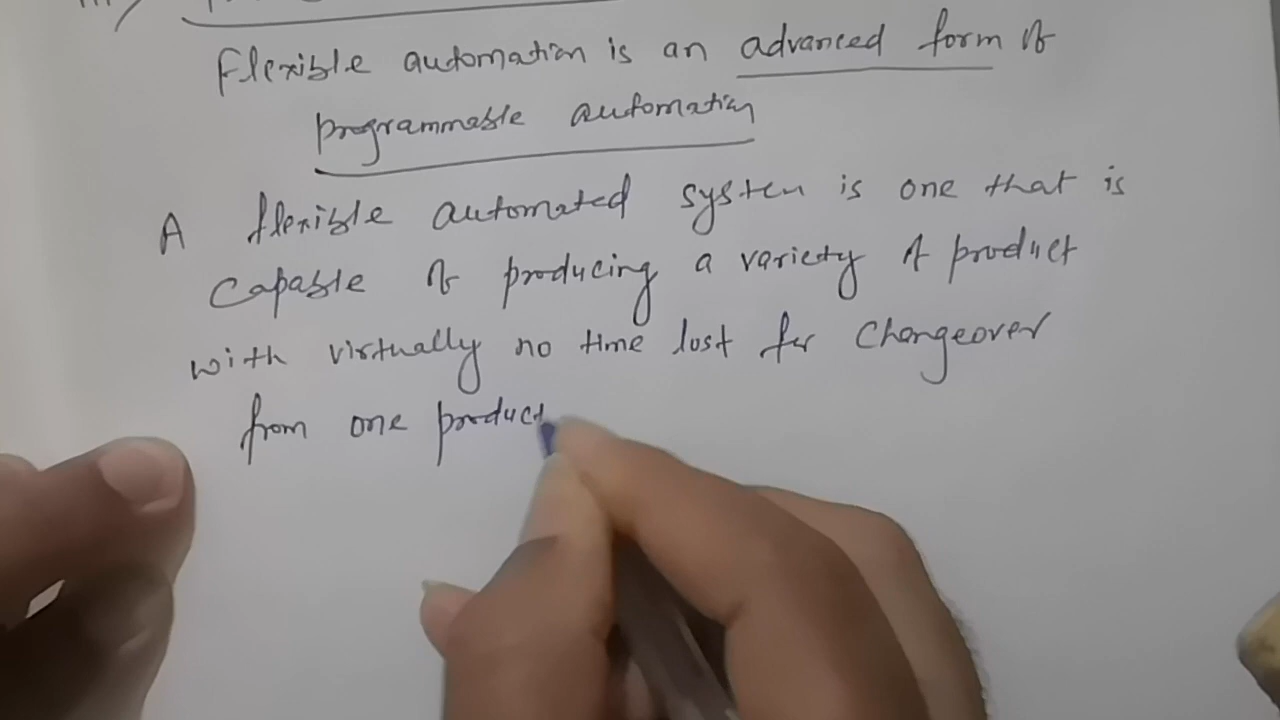 Flexible automation is an advanced form of
programmable automation
A flexible automated system is one that is
capable of producing a variety of product
with virtually no time lost for changeover
from one product